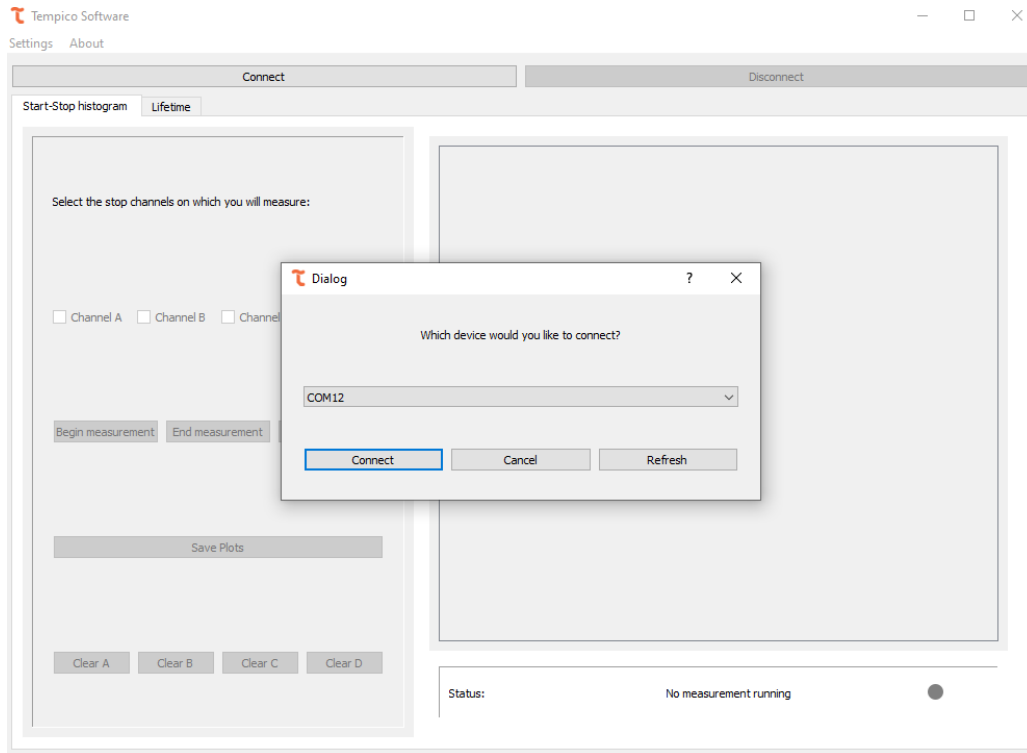 Tempico Software
Settings About
Connect Disconnect
Start-Stop histogram Lifetime
Select the stop channels on which you will measure:
Dialog ?
Which device would you like to connect?
Channel A Channel B Channel
COM12
Begin measurement End measurement
Connect Cancel Refresh
Save Plots
Clear A Clear B Clear C Clear D
Status: No measurement running